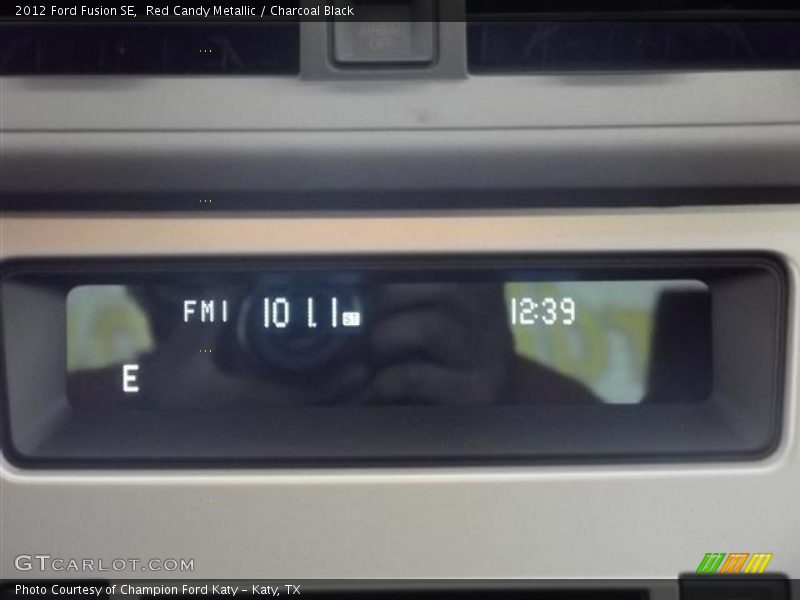 2012 Ford Fusion SE,  Red Candy Metallic / Charcoal Black
OFF
FM1 101.1 ST 12:39
E
GTCARLOT.COM
Photo Courtesy of Champion Ford Katy – Katy, TX